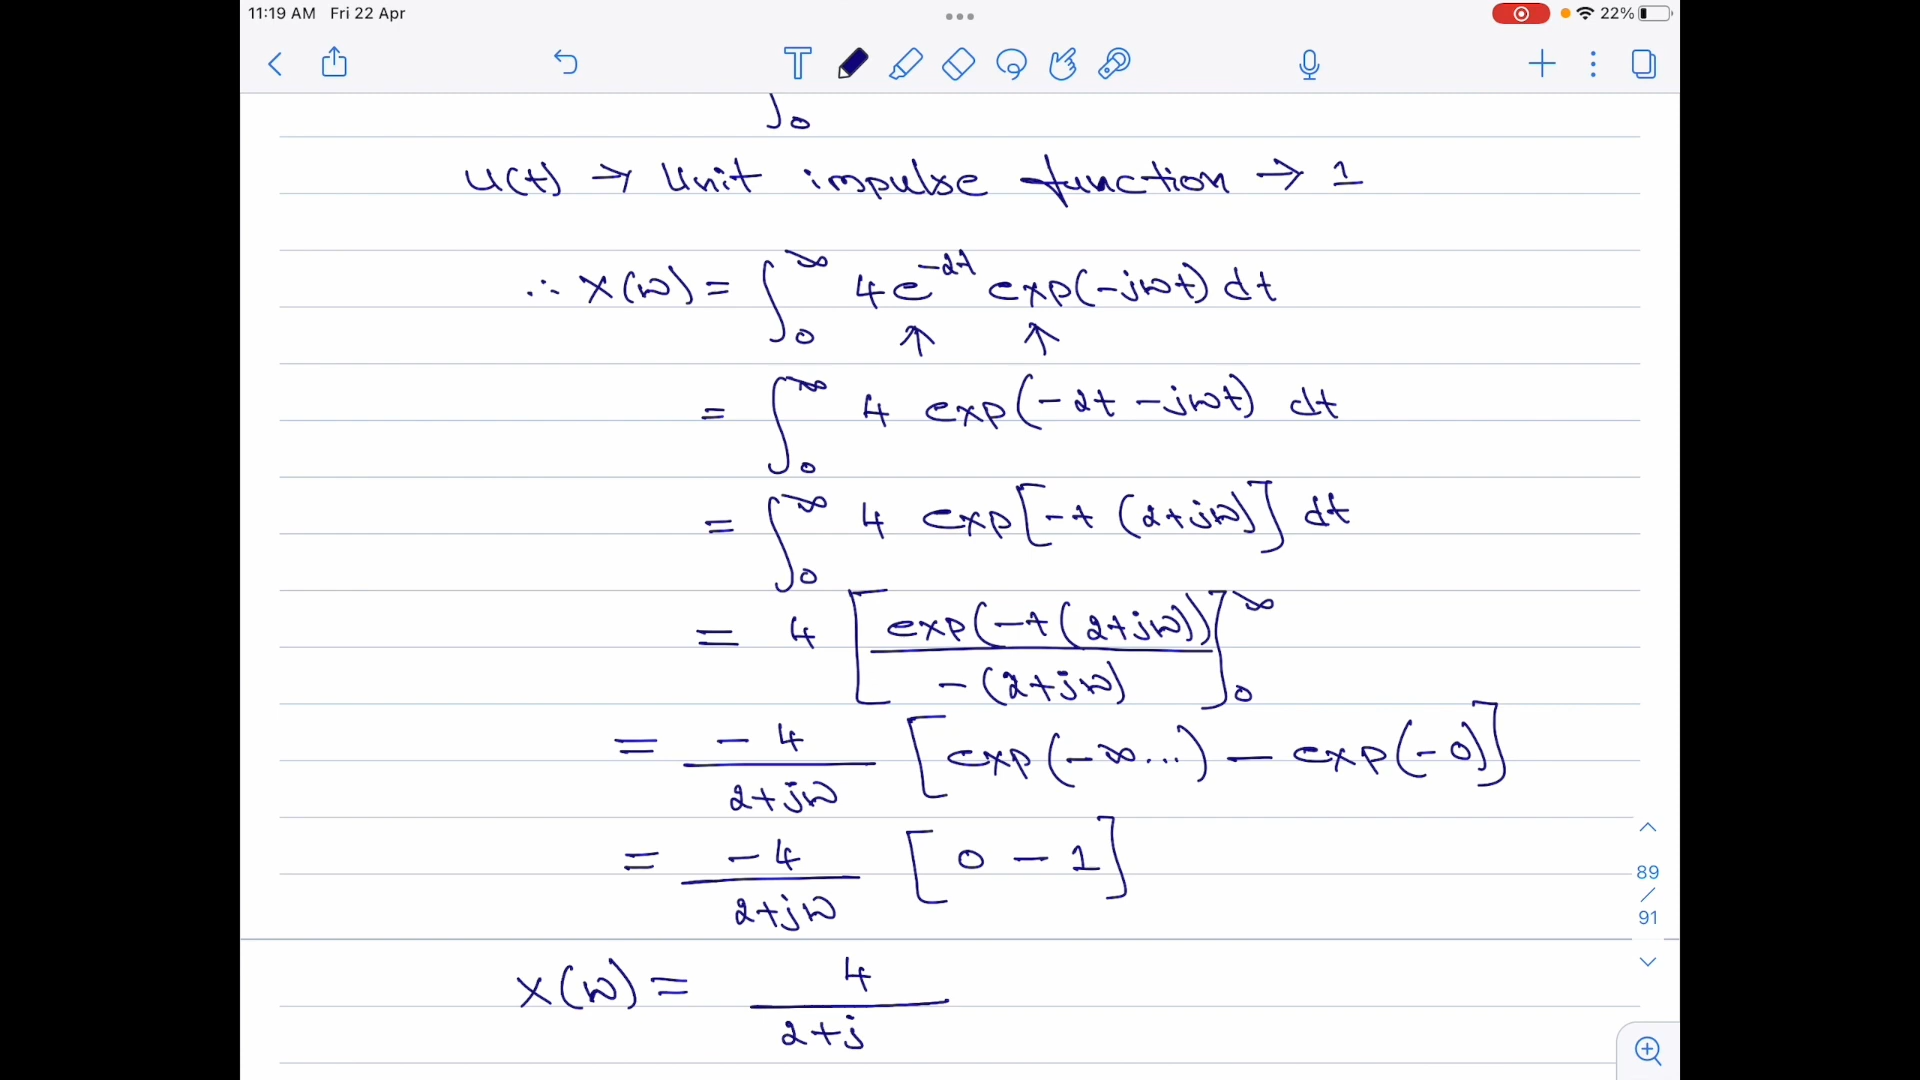 11:19 AM Fri 22 Apr 22%
∫0
u(t) → Unit impulse function → 1
∴ X(ω) = ∫0^∞ 4e^-2t exp(-jωt) dt
↑ ↑
= ∫0^∞ 4 exp(-2t -jωt) dt
= ∫0^∞ 4 exp[-t (2+jω)] dt
= 4 [exp(-t(2+jω)) / -(2+jω)]0^∞
= -4 / 2+jω [exp(-∞...) - exp(-0)]
= -4 / 2+jω [0 - 1]
X(ω) = 4 / 2+j
89 / 91
T